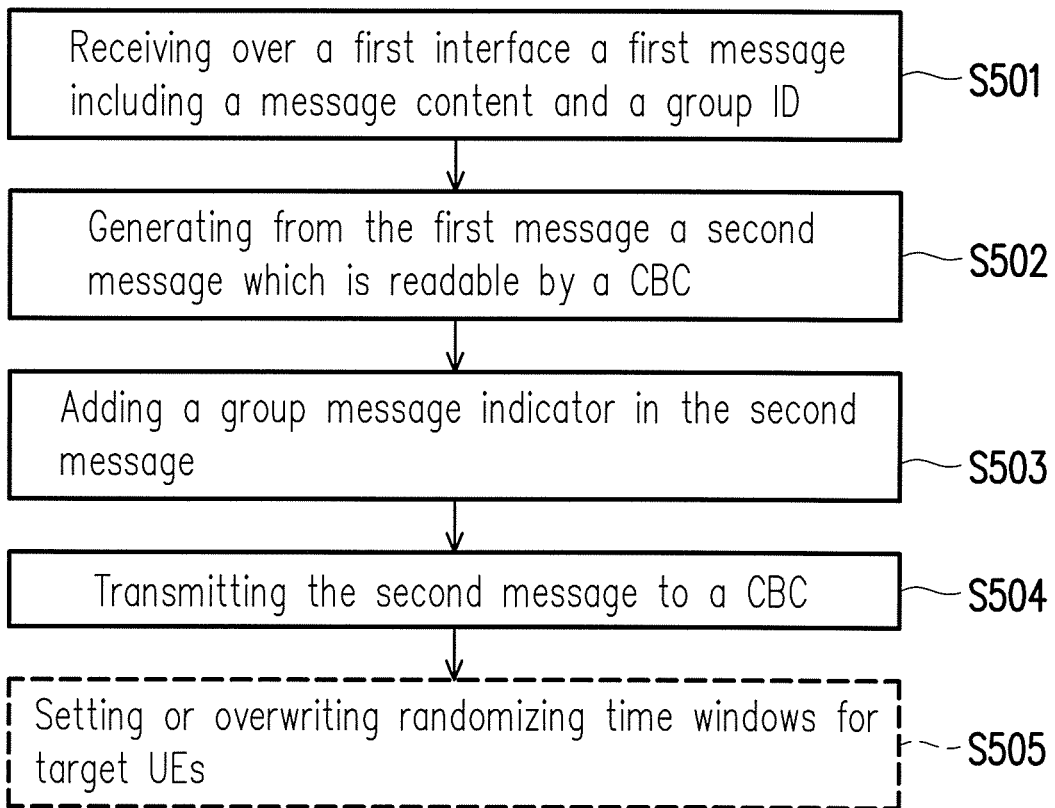 Receiving over a first interface a first message
including a message content and a group ID
S501
Generating from the first message a second
message which is readable by a CBC
S502
Adding a group message indicator in the second
message
S503
Transmitting the second message to a CBC
S504
Setting or overwriting randomizing time windows for
target UEs
S505